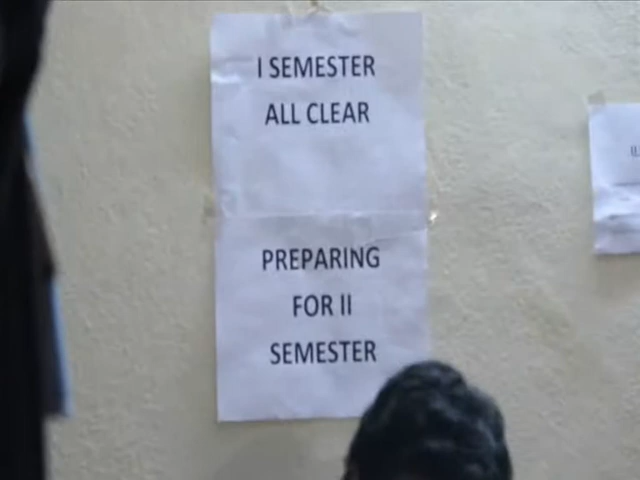 I SEMESTER
ALL CLEAR
PREPARING
FOR II
SEMESTER